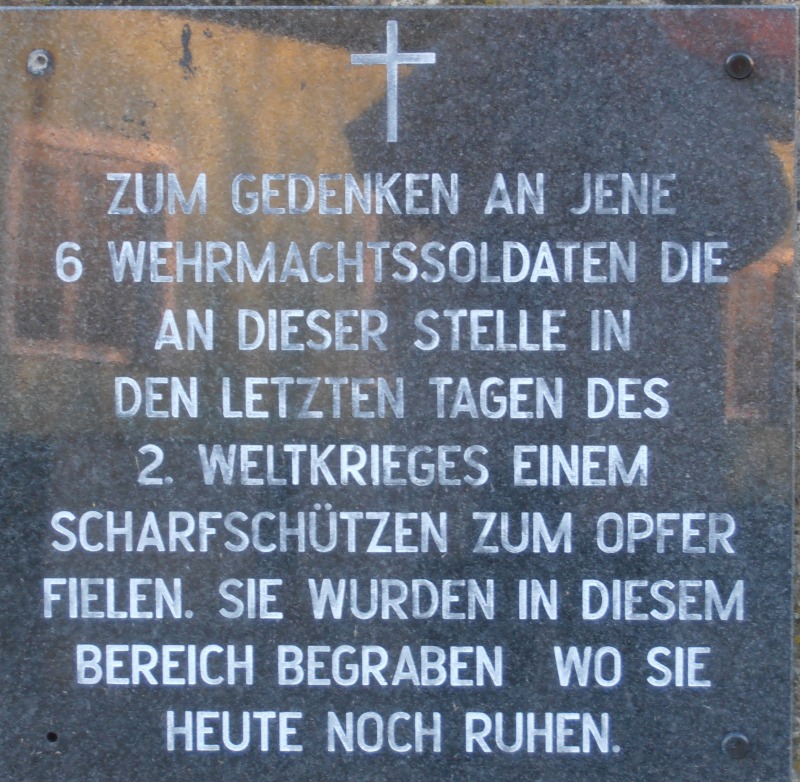 ZUM GEDENKEN AN JENE
6 WEHRMACHTSSOLDATEN DIE
AN DIESER STELLE IN
DEN LETZTEN TAGEN DES
2. WELTKRIEGES EINEM
SCHARFSCHÜTZEN ZUM OPFER
FIELEN. SIE WURDEN IN DIESEM
BEREICH BEGRABEN WO SIE
HEUTE NOCH RUHEN.